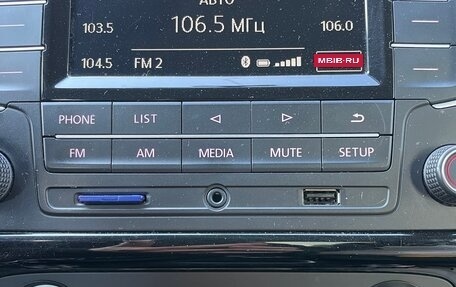 АВТО
103.5 106.5 МГц 106.0
104.5 FM 2 MBIB·RU
PHONE LIST
FM AM MEDIA MUTE SETUP